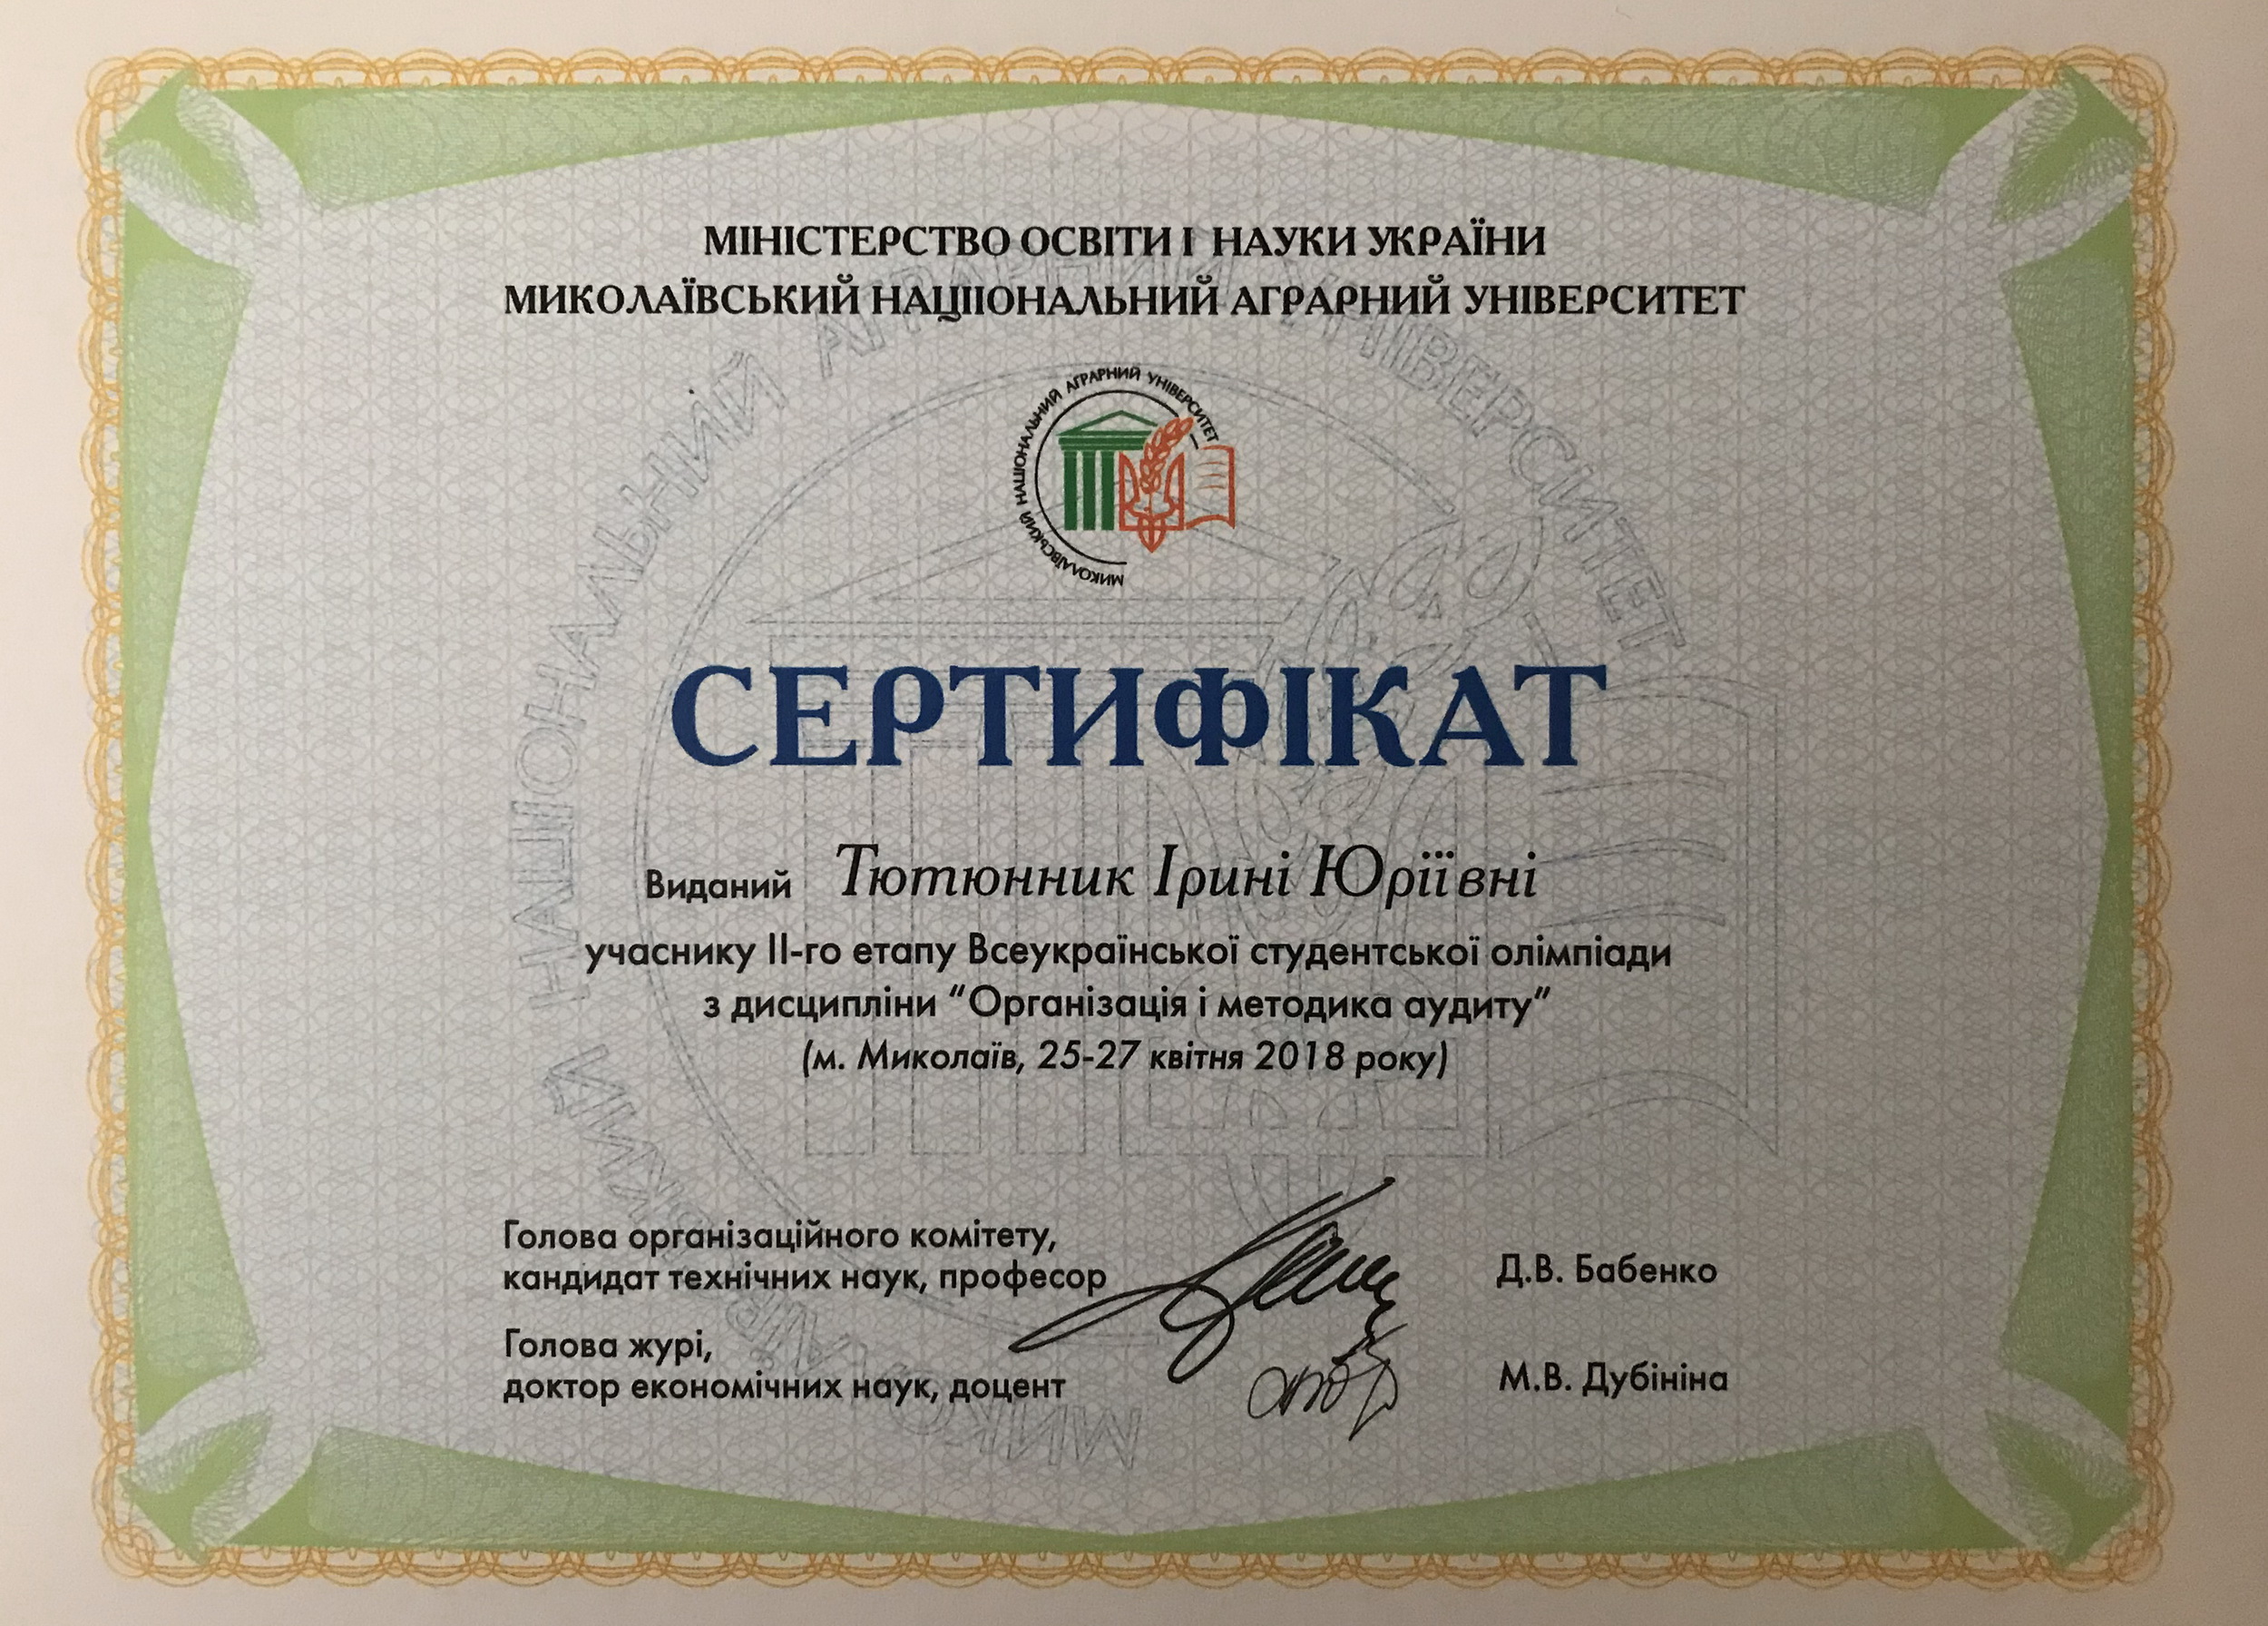 МІНІСТЕРСТВО ОСВІТИ І НАУКИ УКРАЇНИ
МИКОЛАЇВСЬКИЙ НАЦІОНАЛЬНИЙ АГРАРНИЙ УНІВЕРСИТЕТ
МИКОЛАЇВСЬКИЙ НАЦІОНАЛЬНИЙ АГРАРНИЙ УНІВЕРСИТЕТ
СЕРТИФІКАТ
Виданий Тютюнник Ірині Юріївні
учаснику ІІ-го етапу Всеукраїнської студентської олімпіади
з дисципліни “Організація і методика аудиту”
(м. Миколаїв, 25-27 квітня 2018 року)
Голова організаційного комітету,
кандидат технічних наук, професор Д.В. Бабенко
Голова журі,
доктор економічних наук, доцент М.В. Дубініна